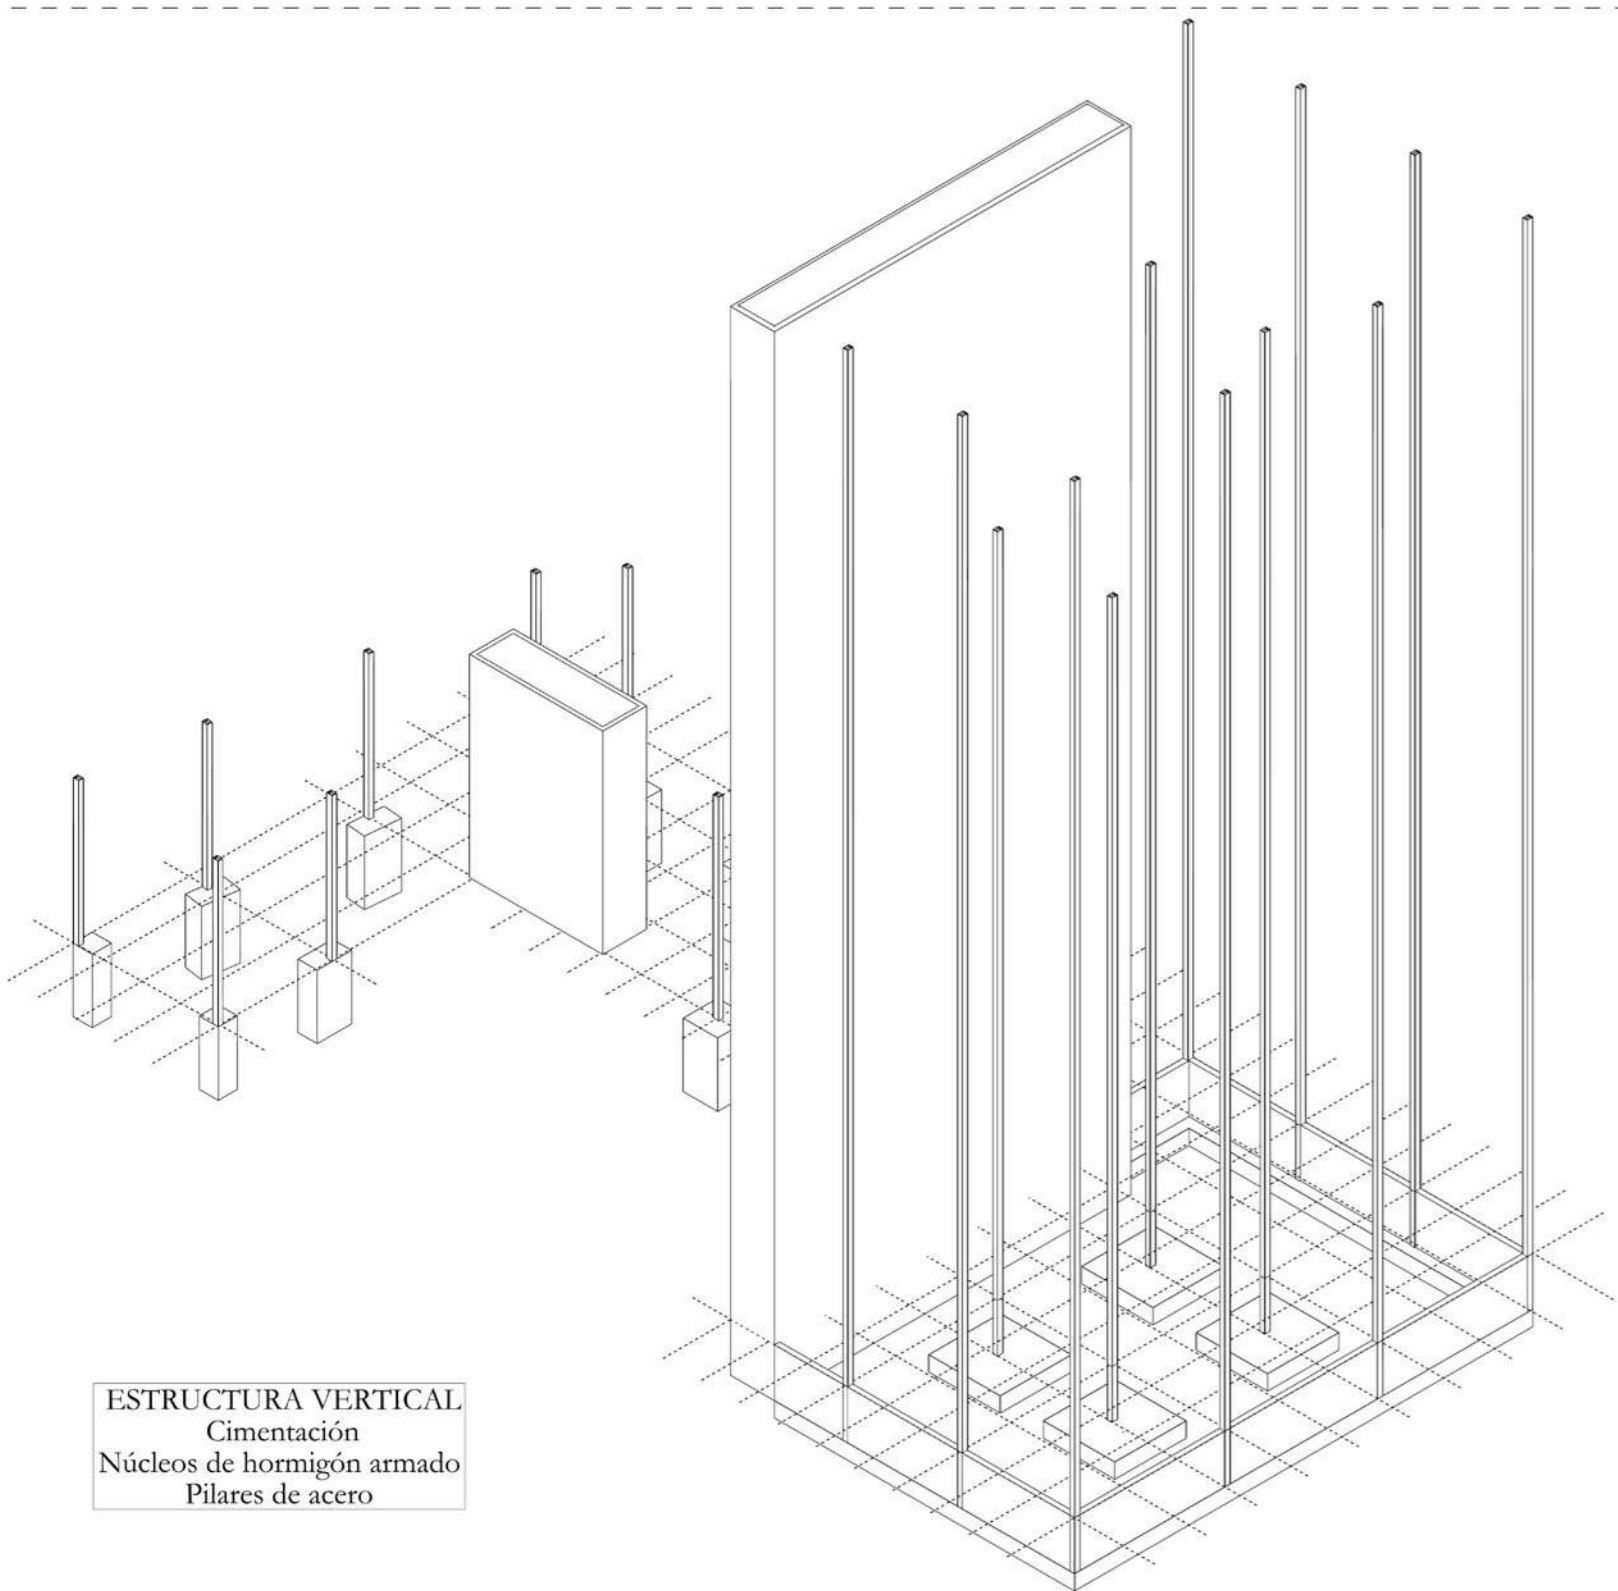 ESTRUCTURA VERTICAL
Cimentación
Núcleos de hormigón armado
Pilares de acero